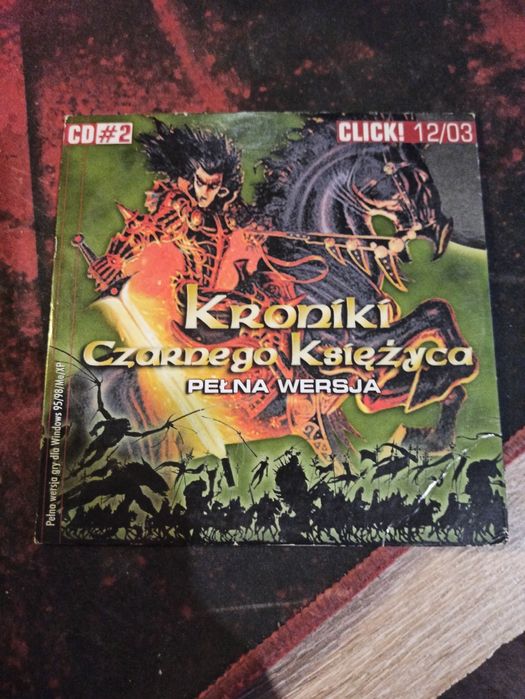 CD #2
CLICK! 12/03
Kroniki
Czarnego Księżyca
PEŁNA WERSJA
Pełna wersja gry dla Windows 95/98/Me/XP